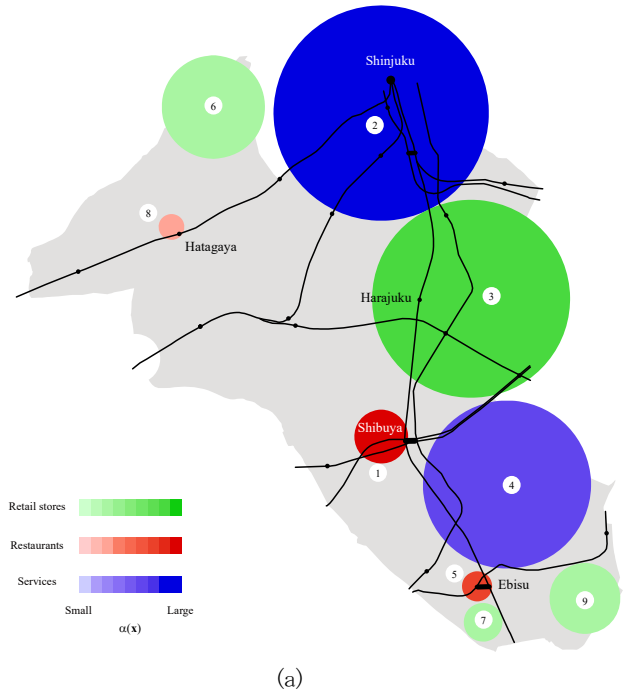 Shinjuku
6
2
8
Hatagaya
3
Harajuku
Shibuya
1
4
Retail stores
Restaurants
Services
Small Large
α(x)
5
Ebisu
9
7
(a)